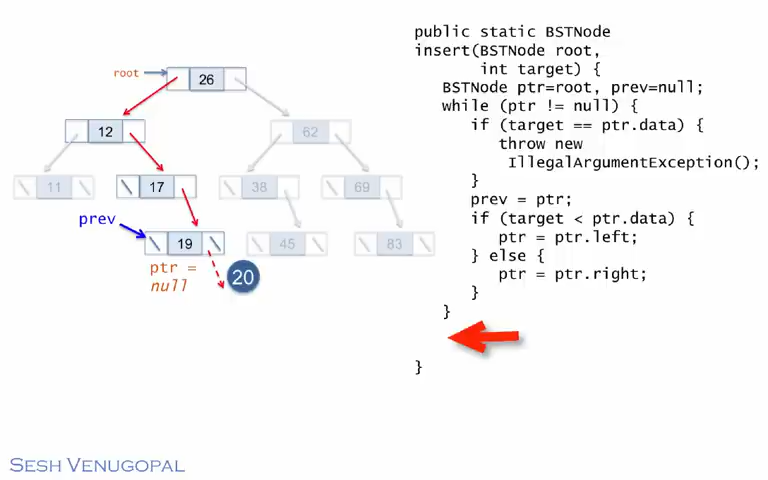 root
26
12
62
11
17
38
69
prev
19
45
83
ptr =
null
20
public static BSTNode
insert(BSTNode root,
int target) {
BSTNode ptr=root, prev=null;
while (ptr != null) {
if (target == ptr.data) {
throw new
IllegalArgumentException();
}
prev = ptr;
if (target < ptr.data) {
ptr = ptr.left;
} else {
ptr = ptr.right;
}
}
}
SESH VENUGOPAL